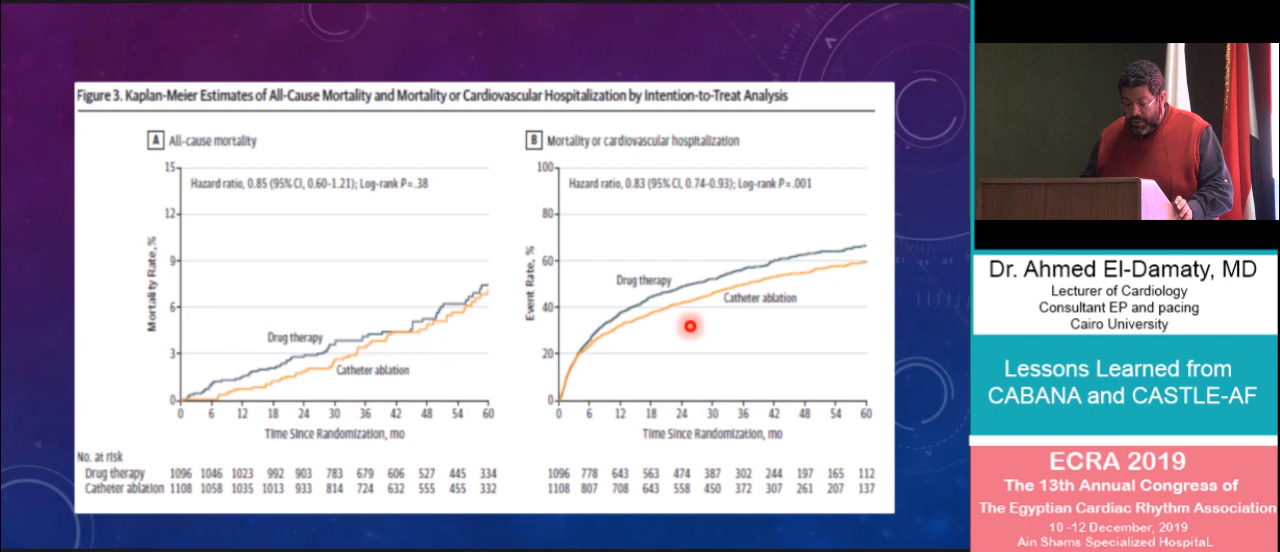 Figure 3. Kaplan-Meier Estimates of All-Cause Mortality and Mortality or Cardiovascular Hospitalization by Intention-to-Treat Analysis
A All-cause mortality
15
12
9
6
3
0
Mortality Rate, %
Hazard ratio, 0.85 (95% CI, 0.60-1.21); Log-rank P=.38
Drug therapy
Catheter ablation
0 6 12 18 24 30 36 42 48 54 60
Time Since Randomization, mo
No. at risk
Drug therapy 1096 1046 1023 992 903 783 679 606 527 445 334
Catheter ablation 1108 1058 1035 1013 933 814 724 632 555 455 332
B Mortality or cardiovascular hospitalization
100
80
60
40
20
0
Event Rate, %
Hazard ratio, 0.83 (95% CI, 0.74-0.93); Log-rank P=.001
Drug therapy
Catheter ablation
0 6 12 18 24 30 36 42 48 54 60
Time Since Randomization, mo
1096 778 643 563 474 387 302 244 197 165 112
1108 807 708 643 558 450 372 307 261 207 137
Dr. Ahmed El-Damaty, MD
Lecturer of Cardiology
Consultant EP and pacing
Cairo University
Lessons Learned from
CABANA and CASTLE-AF
ECRA 2019
The 13th Annual Congress of
The Egyptian Cardiac Rhythm Association
10 -12 December, 2019
Ain Shams Specialized HospitaL